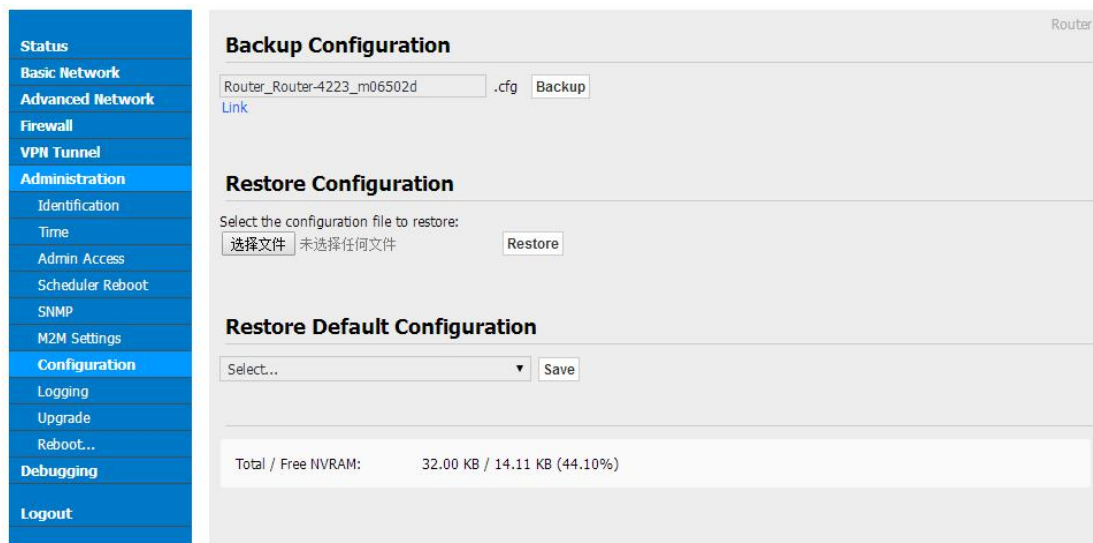 Router
Status
Basic Network
Advanced Network
Firewall
VPN Tunnel
Administration
Identification
Time
Admin Access
Scheduler Reboot
SNMP
M2M Settings
Configuration
Logging
Upgrade
Reboot...
Debugging
Logout
Backup Configuration
Router_Router-4223_m06502d .cfg Backup
Link
Restore Configuration
Select the configuration file to restore:
选择文件 未选择任何文件 Restore
Restore Default Configuration
Select... Save
Total / Free NVRAM: 32.00 KB / 14.11 KB (44.10%)